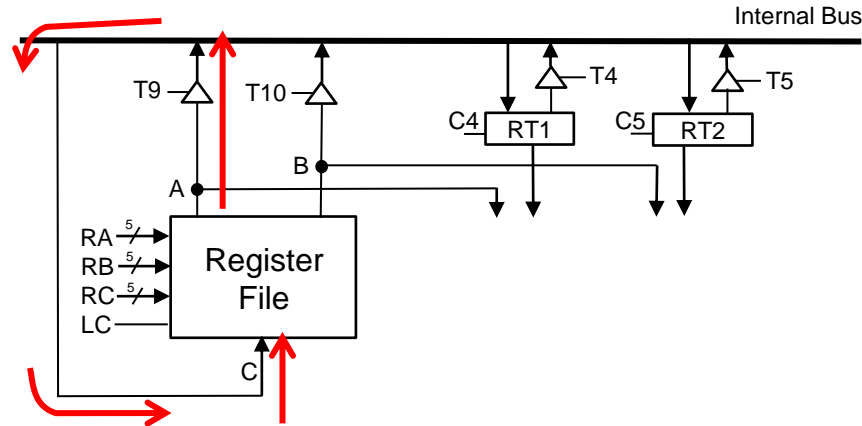 Internal Bus
T9
T10
T4
T5
C4
RT1
C5
RT2
B
A
RA
5
RB
5
RC
5
LC
Register
File
C